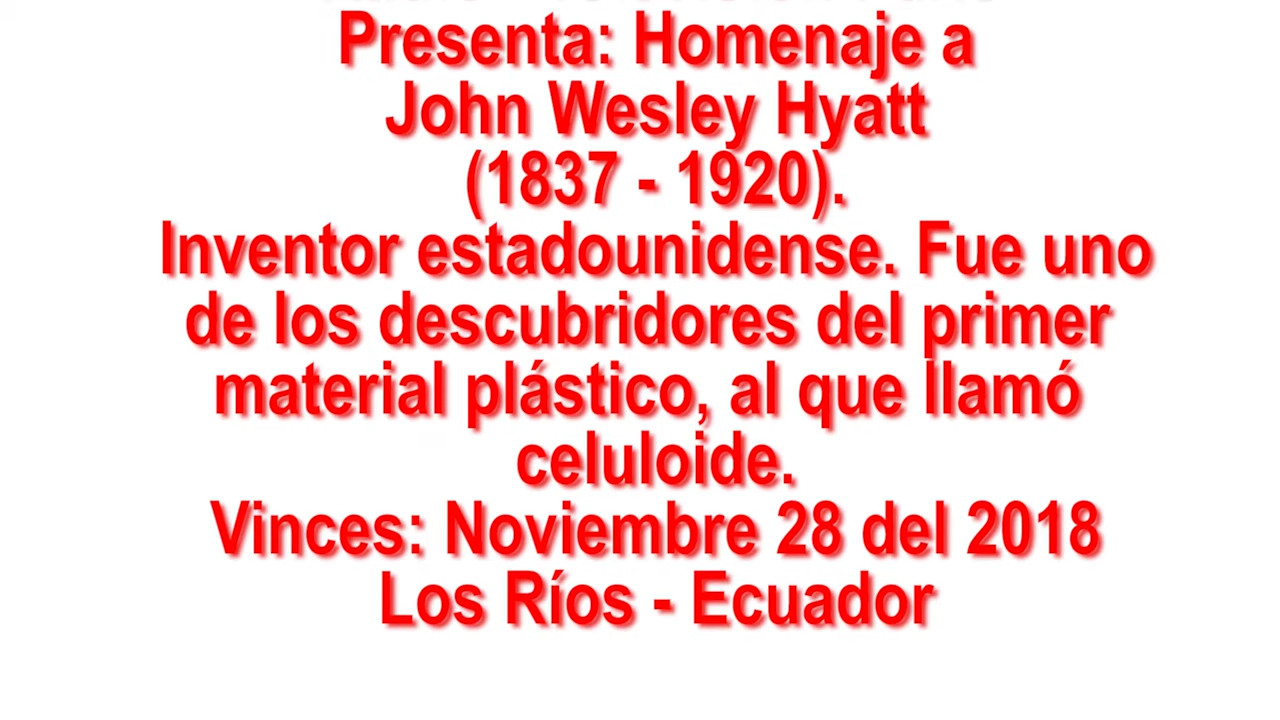 Presenta: Homenaje a
John Wesley Hyatt
(1837 - 1920).
Inventor estadounidense. Fue uno
de los descubridores del primer
material plástico, al que llamó
celuloide.
Vinces: Noviembre 28 del 2018
Los Ríos - Ecuador